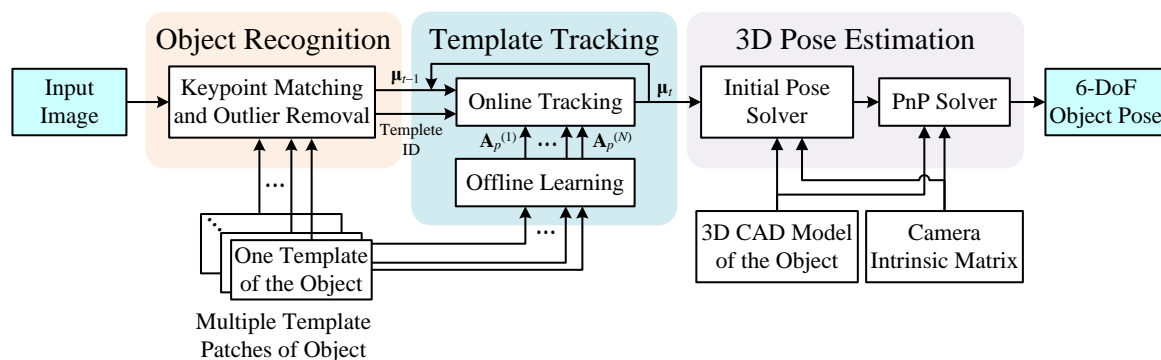 Object Recognition
Template Tracking
3D Pose Estimation
Input
Image
Keypoint Matching
and Outlier Removal
μt−1
Templete
ID
Online Tracking
μt
Initial Pose
Solver
PnP Solver
6-DoF
Object Pose
Ap(1)
...
Ap(N)
Offline Learning
...
...
...
One Template
of the Object
3D CAD Model
of the Object
Camera
Intrinsic Matrix
Multiple Template
Patches of Object